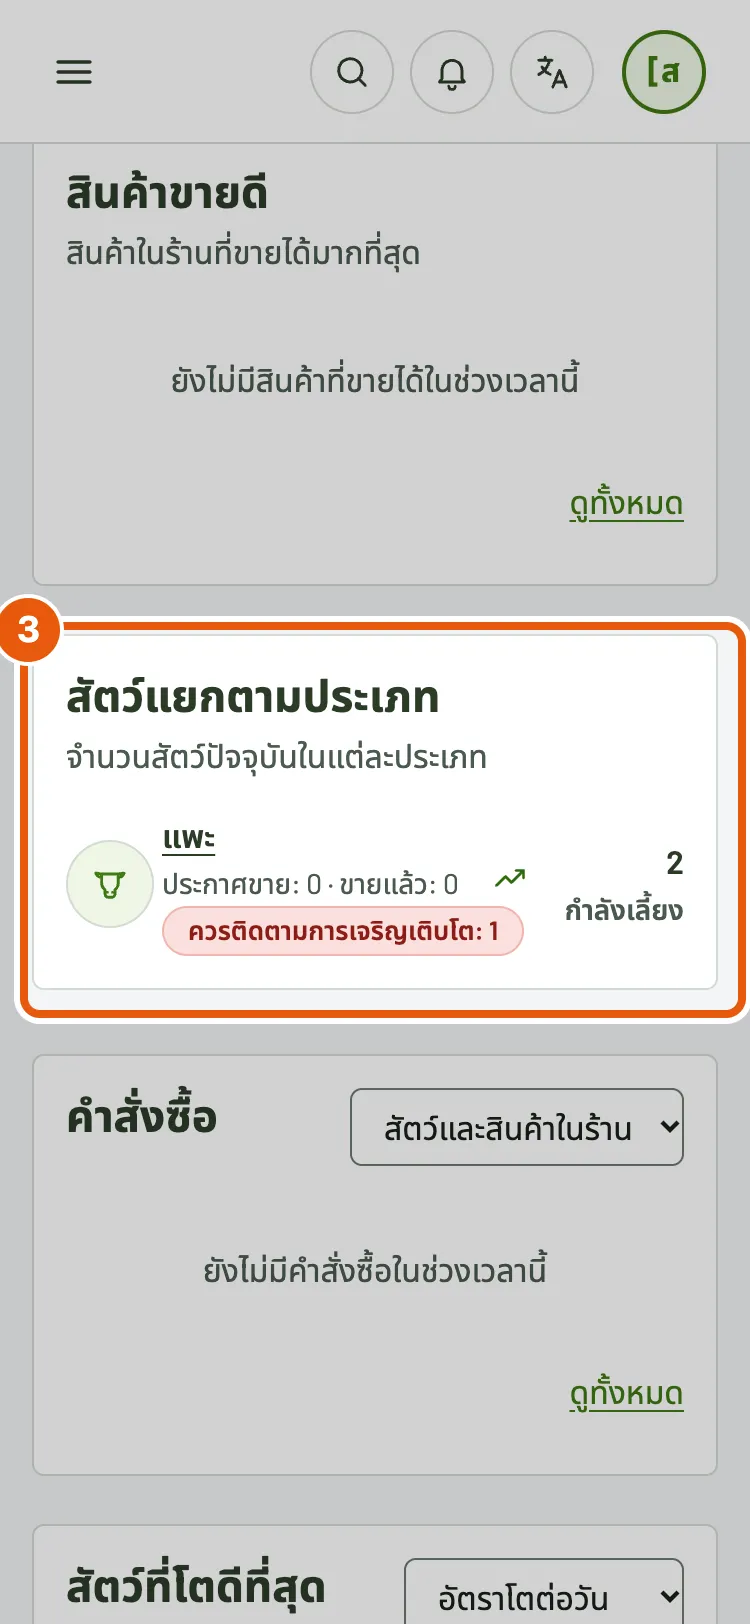 [ส
สินค้าขายดี
สินค้าในร้านที่ขายได้มากที่สุด
ยังไม่มีสินค้าที่ขายได้ในช่วงเวลานี้
ดูทั้งหมด
3
สัตว์แยกตามประเภท
จำนวนสัตว์ปัจจุบันในแต่ละประเภท
แพะ
ประกาศขาย: 0 · ขายแล้ว: 0
ควรติดตามการเจริญเติบโต: 1
2
กำลังเลี้ยง
คำสั่งซื้อ
สัตว์และสินค้าในร้าน
ยังไม่มีคำสั่งซื้อในช่วงเวลานี้
ดูทั้งหมด
สัตว์ที่โตดีที่สุด
อัตราโตต่อวัน